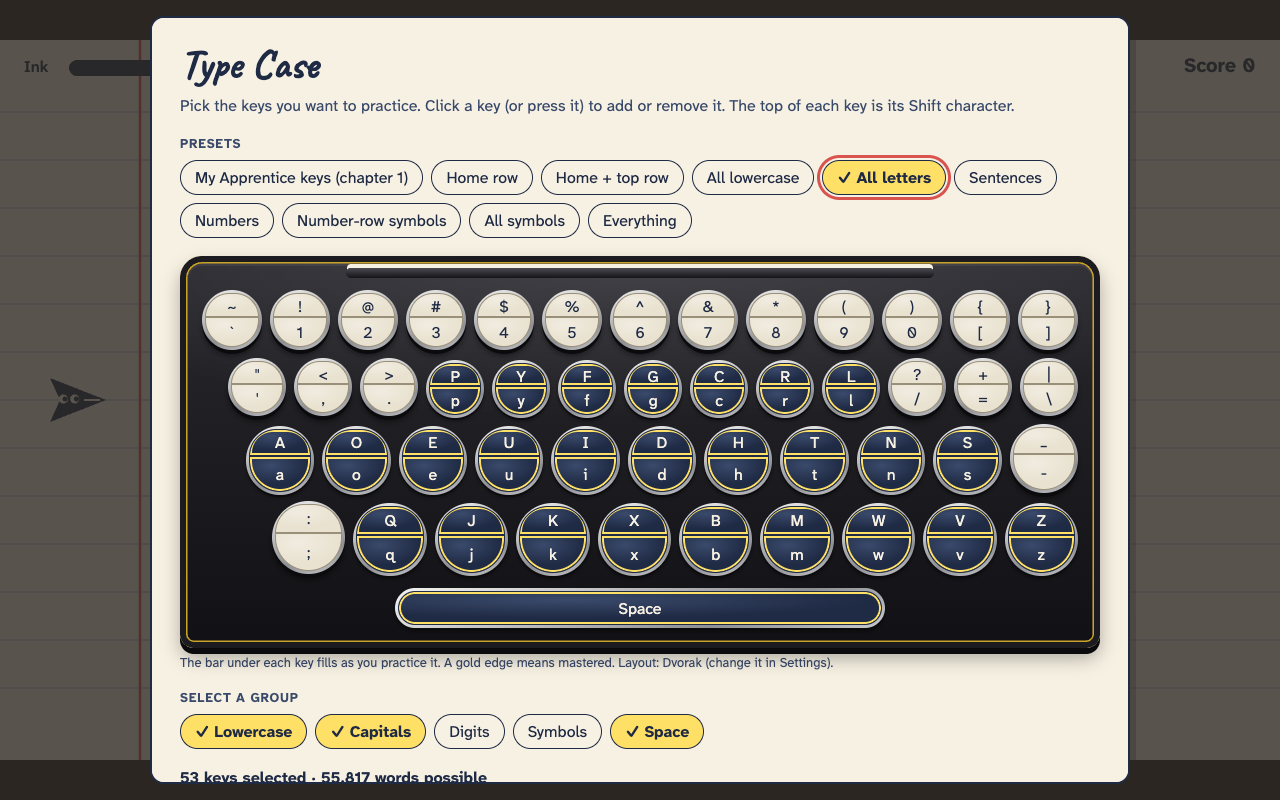 Ink
Score 0
Type Case
Pick the keys you want to practice. Click a key (or press it) to add or remove it. The top of each key is its Shift character.
PRESETS
My Apprentice keys (chapter 1) Home row Home + top row All lowercase ✓ All letters Sentences
Numbers Number-row symbols All symbols Everything
~ ! @ # $ % ^ & * ( ) { }
` 1 2 3 4 5 6 7 8 9 0 [ ]
" < > P Y F G C R L ? + |
' , . p y f g c r l / = \
A O E U I D H T N S _
a o e u i d h t n s -
: Q J K X B M W V Z
; q j k x b m w v z
Space
The bar under each key fills as you practice it. A gold edge means mastered. Layout: Dvorak (change it in Settings).
SELECT A GROUP
✓ Lowercase ✓ Capitals Digits Symbols ✓ Space
53 keys selected · 55,817 words possible